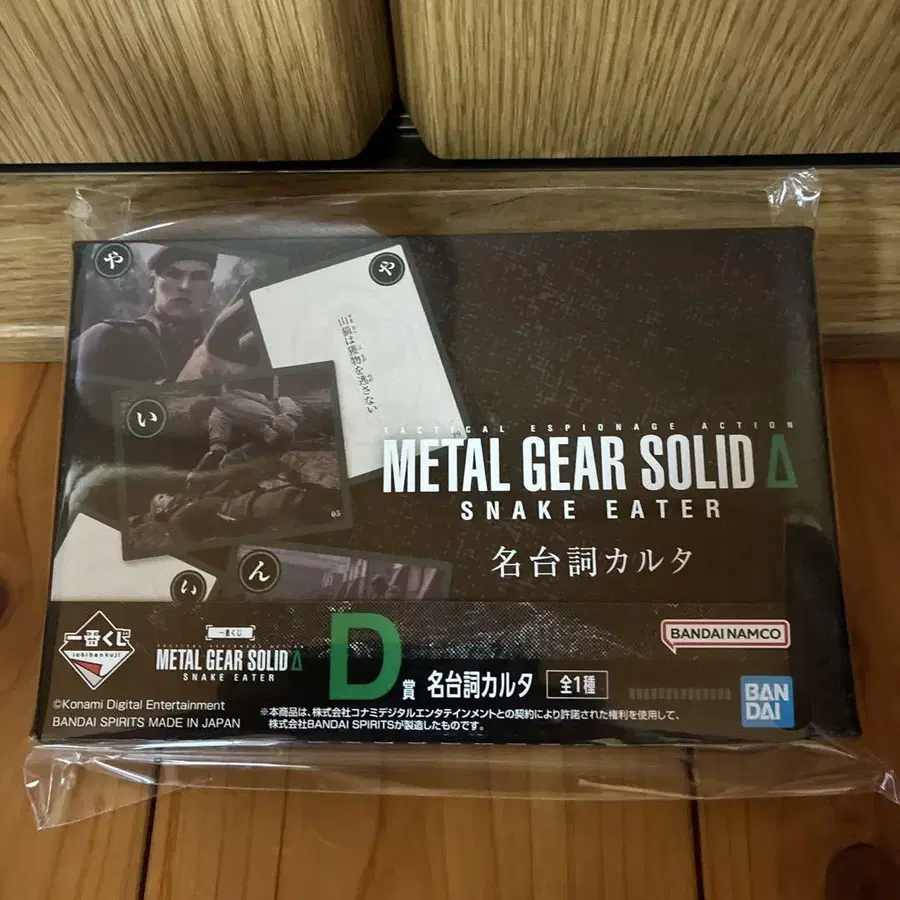 や
や
山猫は獲物を逃さない
い
05
TACTICAL ESPIONAGE ACTION
METAL GEAR SOLID Δ
SNAKE EATER
名台詞カルタ
い
ん
一番くじ
ichibankuji
一番くじ
TACTICAL ESPIONAGE ACTION
METAL GEAR SOLID Δ
SNAKE EATER
D賞 名台詞カルタ 全1種
BANDAI NAMCO
BAN
DAI
©Konami Digital Entertainment
BANDAI SPIRITS MADE IN JAPAN
※本商品は、株式会社コナミデジタルエンタテインメントとの契約により許諾された権利を使用して、
株式会社BANDAI SPIRITSが製造したものです。